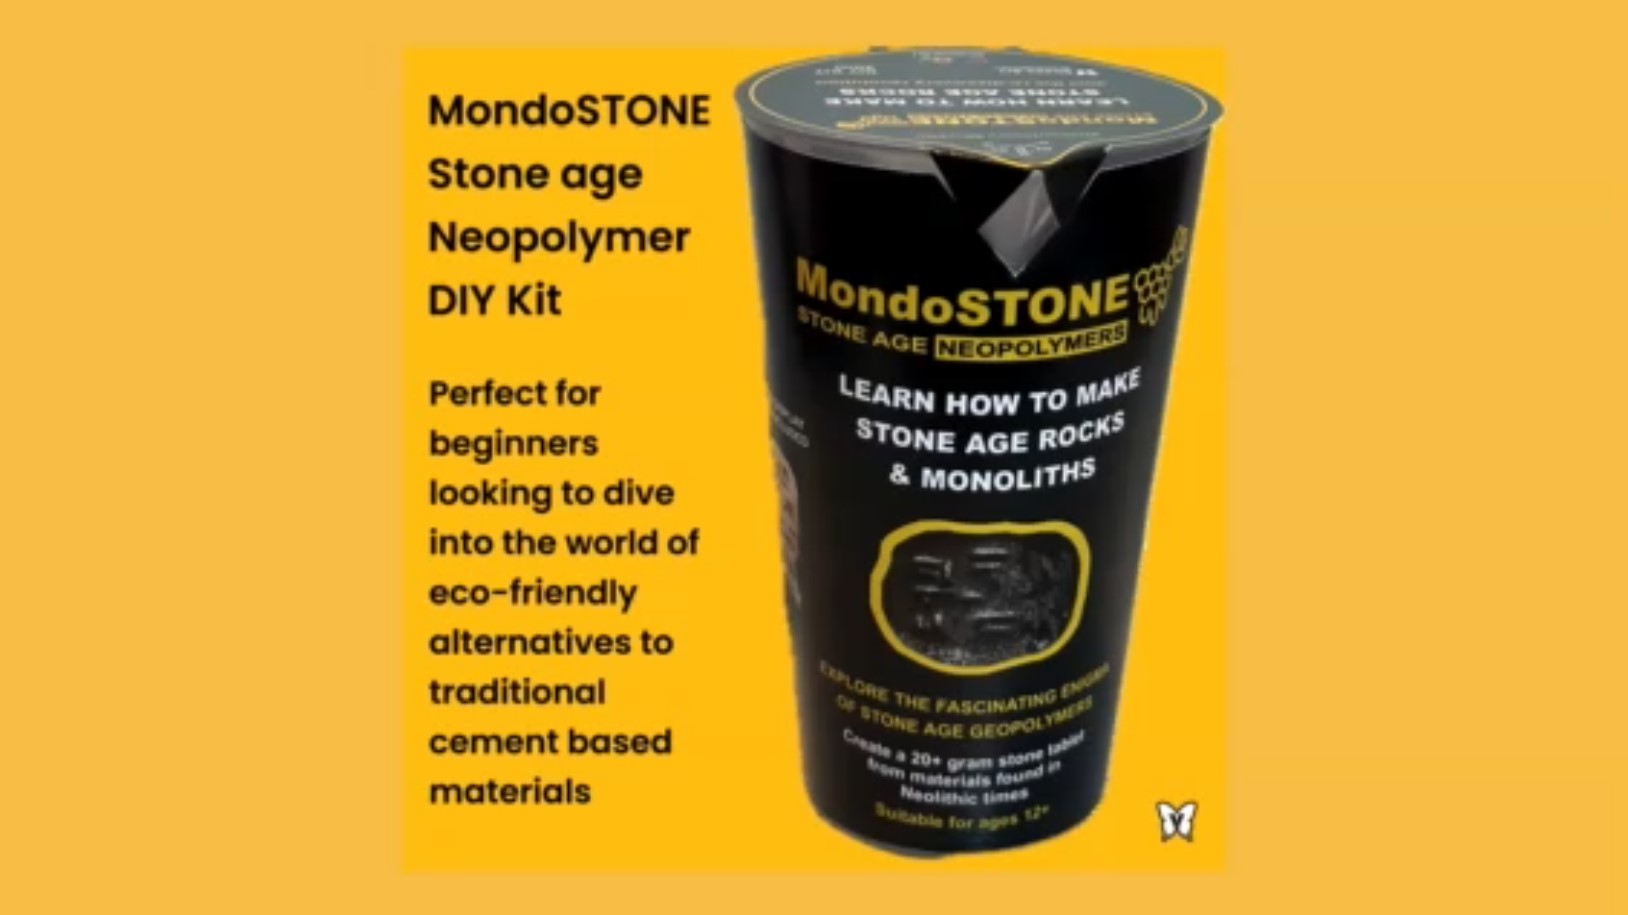 MondoSTONE
Stone age
Neopolymer
DIY Kit
Perfect for
beginners
looking to dive
into the world of
eco-friendly
alternatives to
traditional
cement based
materials
LEARN HOW TO MAKE
STONE AGE ROCKS
MondoSTONE
STONE AGE NEOPOLYMERS
LEARN HOW TO MAKE
STONE AGE ROCKS
& MONOLITHS
EXPLORE THE FASCINATING ENIGMA
OF STONE AGE GEOPOLYMERS
Create a 20+ gram stone tablet
from materials found in
Neolithic times
Suitable for ages 12+